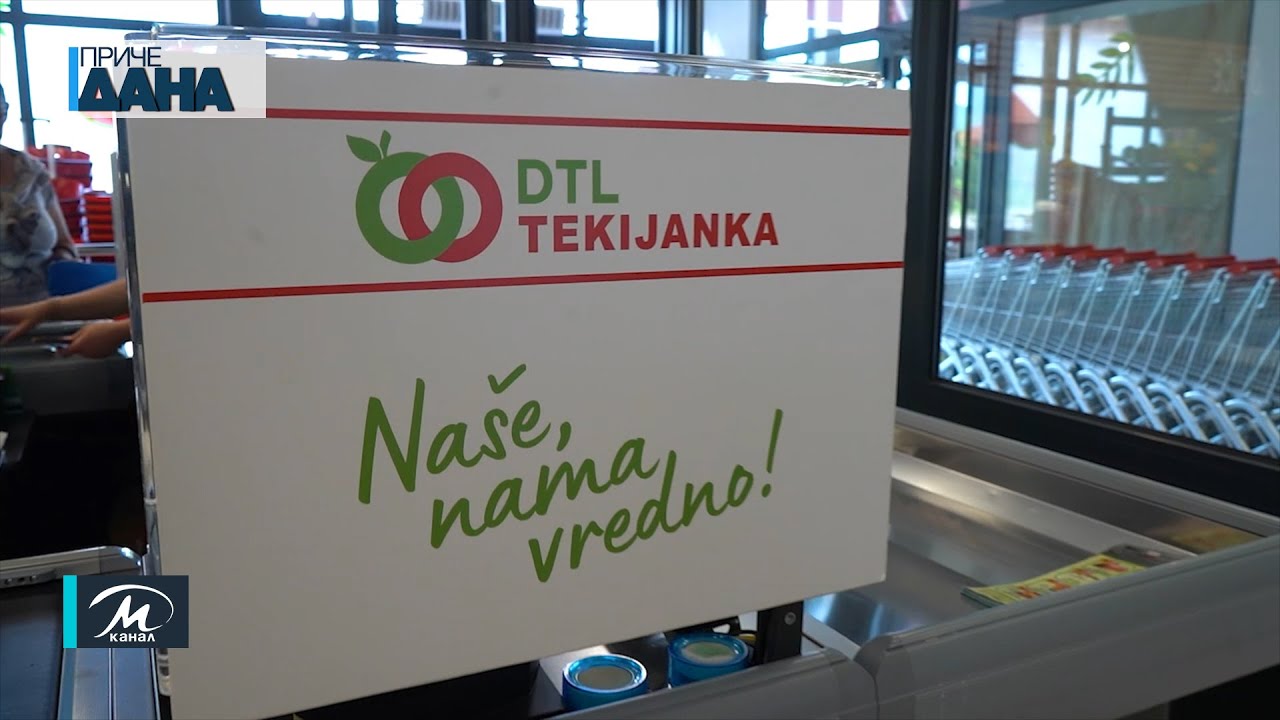 ПРИЧЕ
ДАНА
DTL
TEKIJANKA
Naše,
nama
vredno!
М
КАНАЛ